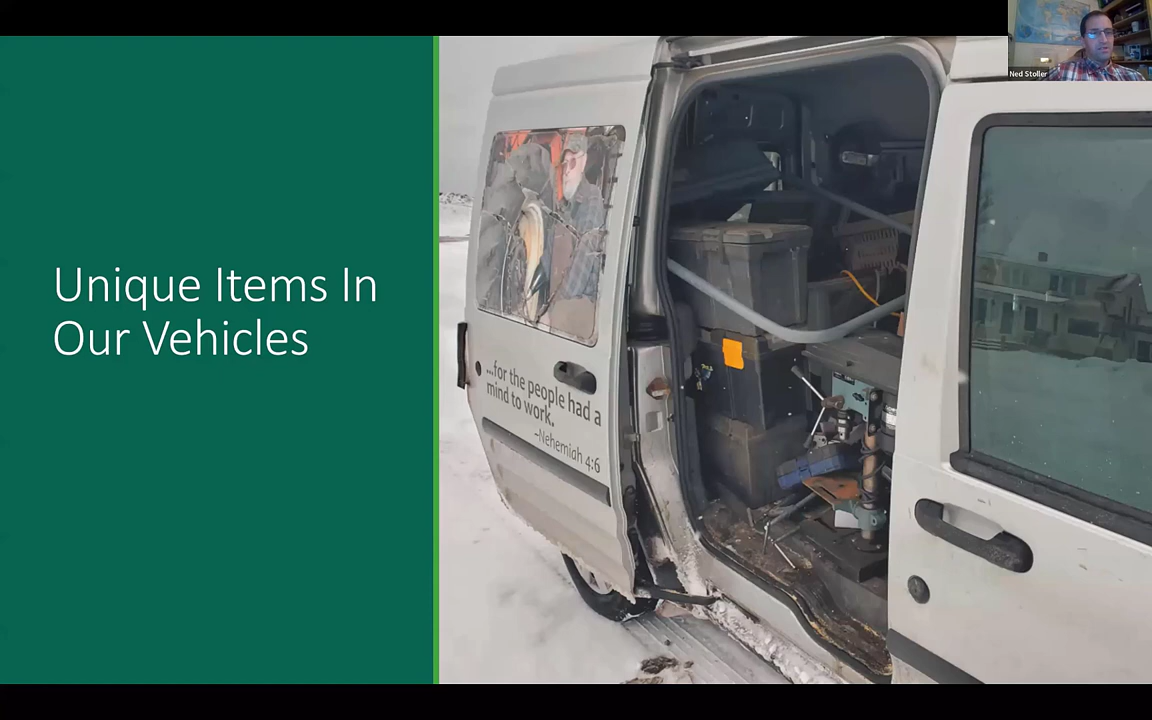 Ned Stoller
Unique Items In
Our Vehicles
...for the people had a
mind to work.
–Nehemiah 4:6